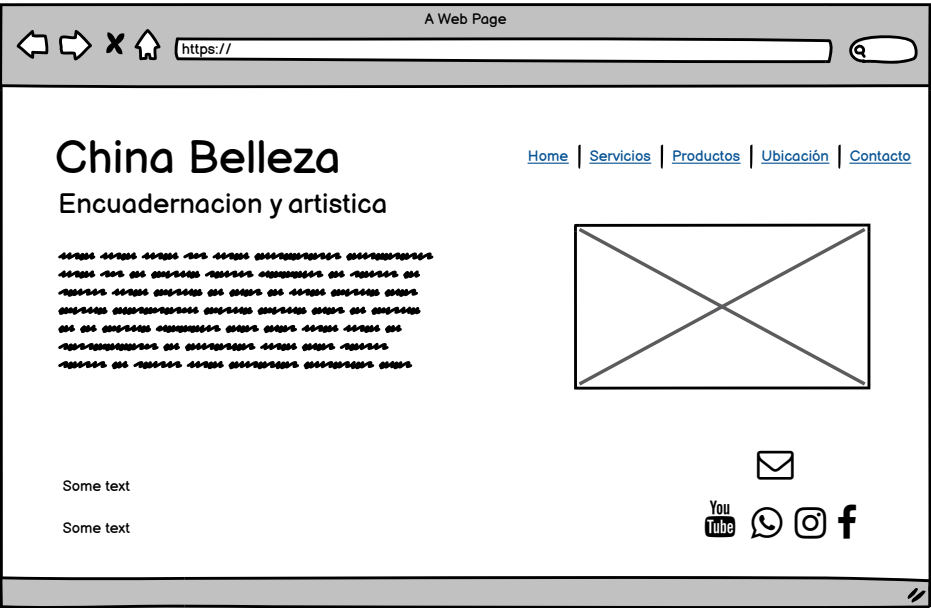 A Web Page
https://
China Belleza
Home | Servicios | Productos | Ubicación | Contacto
Encuadernacion y artistica
Some text
Some text
You
Tube